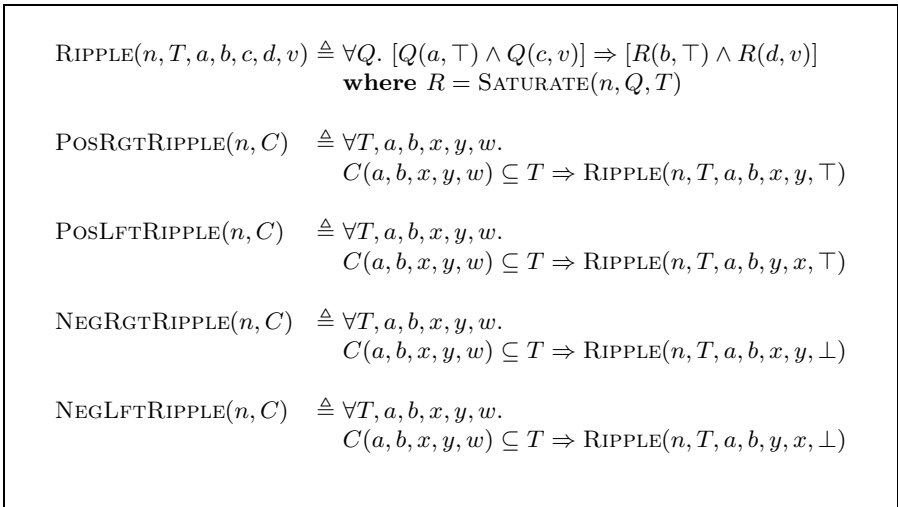 RIPPLE(n, T, a, b, c, d, v) ≜ ∀Q. [Q(a, ⊤) ∧ Q(c, v)] ⇒ [R(b, ⊤) ∧ R(d, v)]
where R = SATURATE(n, Q, T)
POSRGTRIPPLE(n, C) ≜ ∀T, a, b, x, y, w.
C(a, b, x, y, w) ⊆ T ⇒ RIPPLE(n, T, a, b, x, y, ⊤)
POSLFTRIPPLE(n, C) ≜ ∀T, a, b, x, y, w.
C(a, b, x, y, w) ⊆ T ⇒ RIPPLE(n, T, a, b, y, x, ⊤)
NEGRGTRIPPLE(n, C) ≜ ∀T, a, b, x, y, w.
C(a, b, x, y, w) ⊆ T ⇒ RIPPLE(n, T, a, b, x, y, ⊥)
NEGLFTRIPPLE(n, C) ≜ ∀T, a, b, x, y, w.
C(a, b, x, y, w) ⊆ T ⇒ RIPPLE(n, T, a, b, y, x, ⊥)